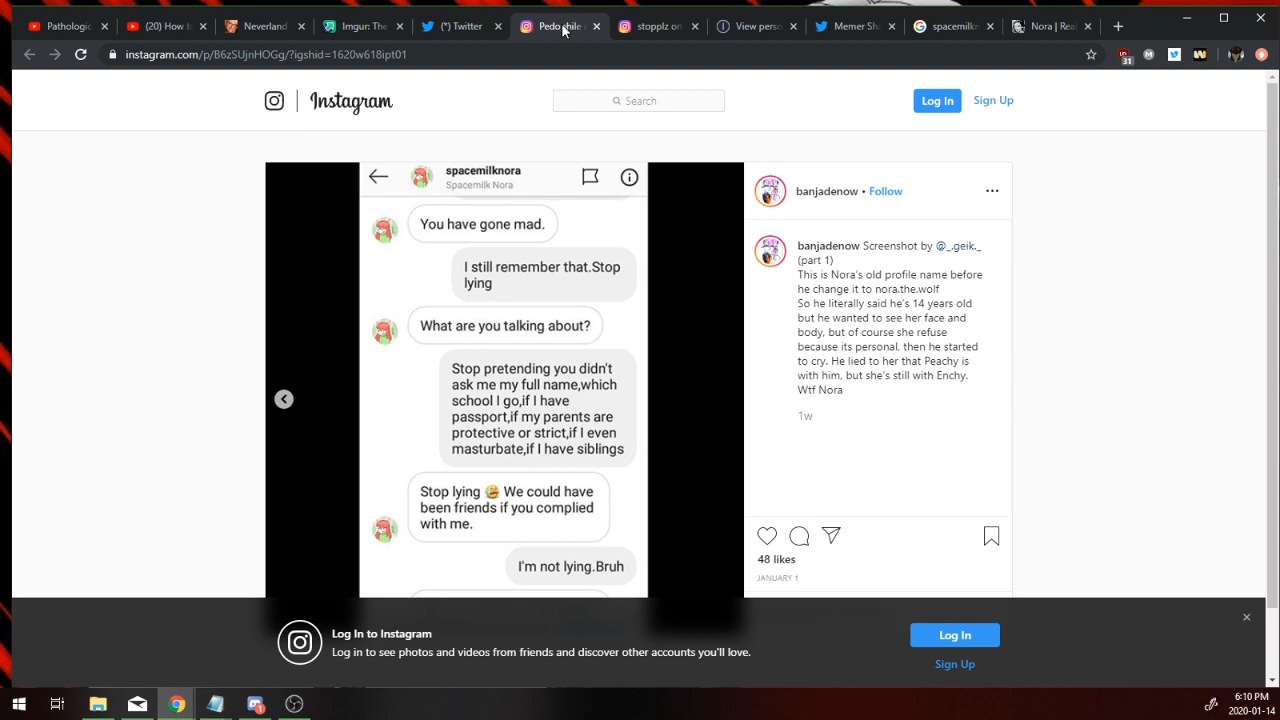 Pathologic
(20) How t
Neverland
Imgur: The
(*) Twitter
Pedophile
stopplz on
View perso
Memer Sha
spacemilkn
Nora | Rea
instagram.com/p/B6zSUjnHOGg/?igshid=1620w618ipt01
31
Instagram
Search
Log In
Sign Up
spacemilknora
Spacemilk Nora
You have gone mad.
I still remember that.Stop
lying
What are you talking about?
Stop pretending you didn't
ask me my full name,which
school I go,if I have
passport,if my parents are
protective or strict,if I even
masturbate,if I have siblings
Stop lying 🤣 We could have
been friends if you complied
with me.
I'm not lying.Bruh
banjadenow • Follow
banjadenow Screenshot by @_.geik._
(part 1)
This is Nora's old profile name before
he change it to nora.the.wolf
So he literally said he's 14 years old
but he wanted to see her face and
body, but of course she refuse
because its personal, then he started
to cry. He lied to her that Peachy is
with him, but she's still with Enchy.
Wtf Nora
1w
48 likes
JANUARY 1
Log In to Instagram
Log in to see photos and videos from friends and discover other accounts you'll love.
Log In
Sign Up
6:10 PM
2020-01-14